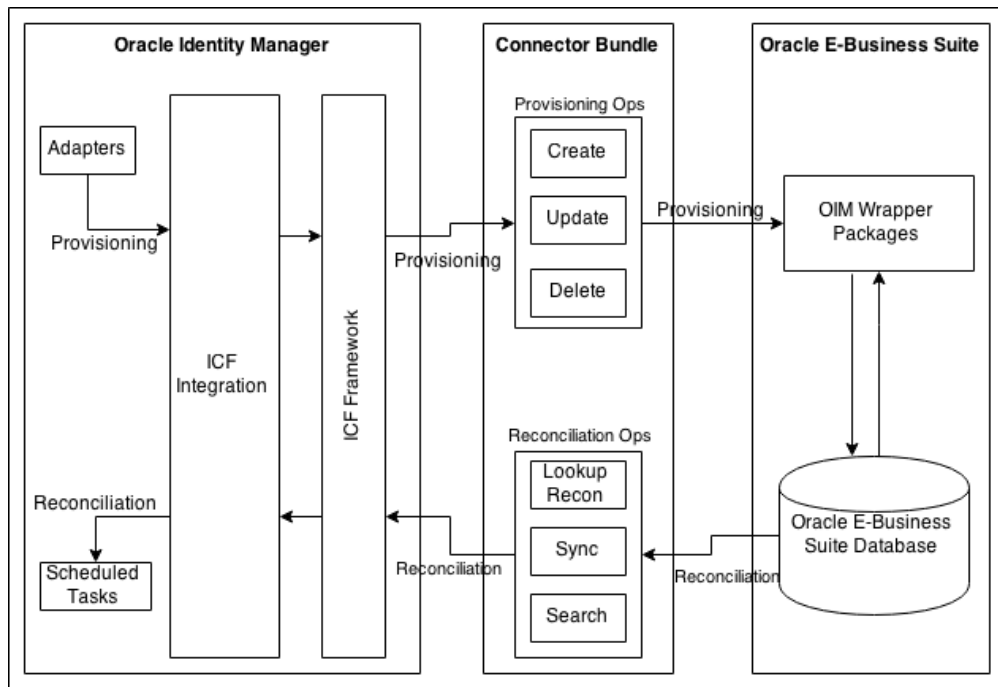 Oracle Identity Manager
Connector Bundle
Oracle E-Business Suite
Adapters
Provisioning
ICF
Integration
ICF Framework
Reconciliation
Scheduled
Tasks
Provisioning
Provisioning Ops
Create
Update
Delete
Provisioning
Reconciliation Ops
Lookup
Recon
Sync
Search
Reconciliation
OIM Wrapper
Packages
Oracle E-Business
Suite Database
Reconciliation